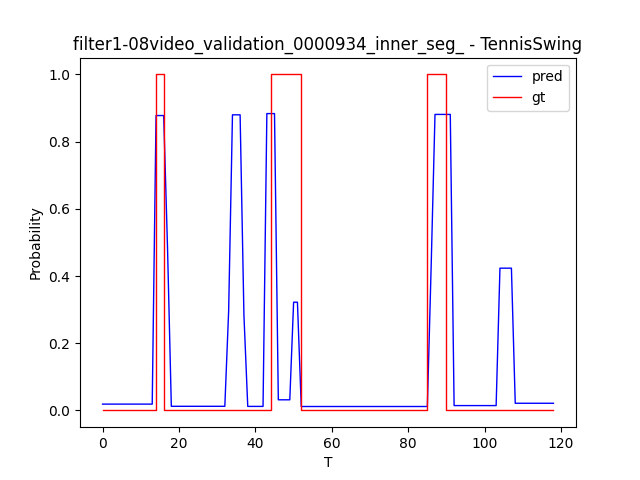 filter1-08video_validation_0000934_inner_seg_ - TennisSwing
pred
gt
1.0
0.8
0.6
0.4
0.2
0.0
Probability
0 20 40 60 80 100 120
T